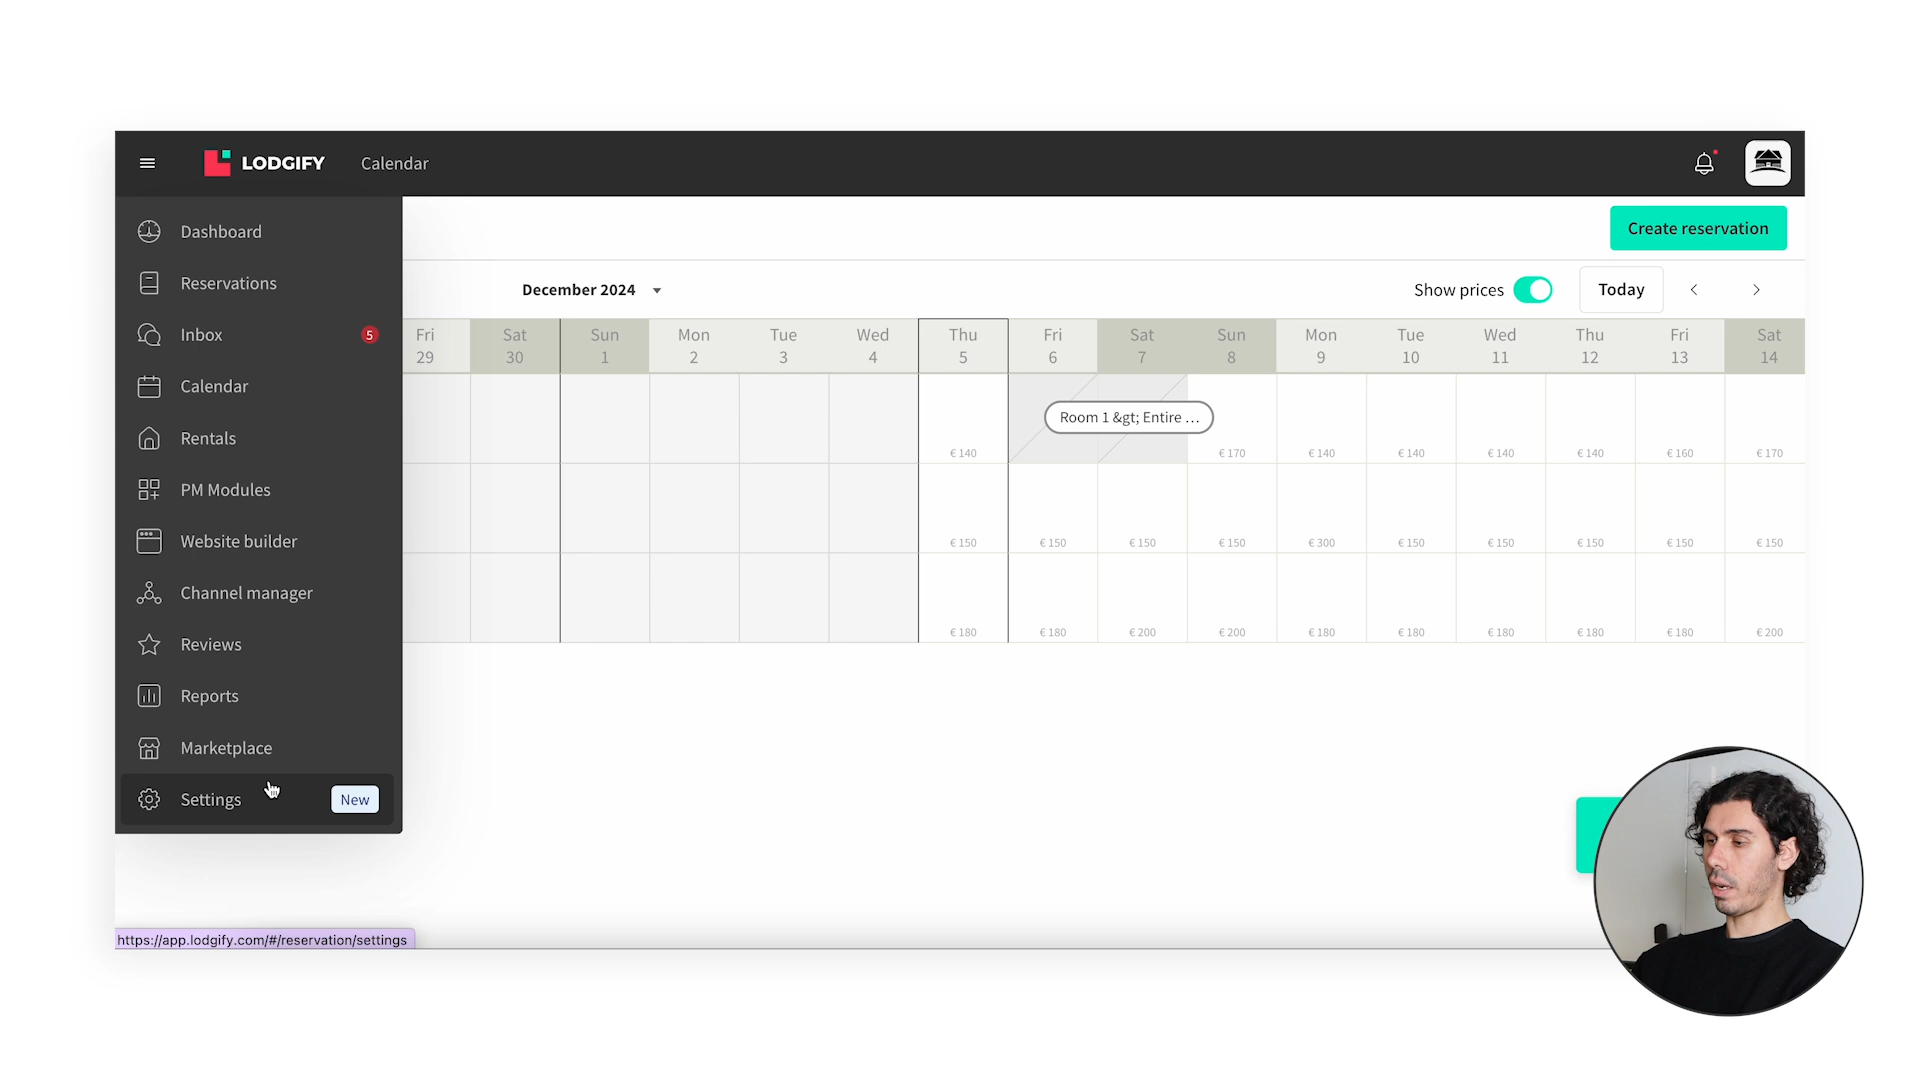 LODGIFY Calendar
Dashboard
Reservations
Inbox 5
Calendar
Rentals
PM Modules
Website builder
Channel manager
Reviews
Reports
Marketplace
Settings New
Create reservation
December 2024 Show prices Today
Fri Sat Sun Mon Tue Wed Thu Fri Sat Sun Mon Tue Wed Thu Fri Sat
29 30 1 2 3 4 5 6 7 8 9 10 11 12 13 14
Room 1 &gt; Entire ...
€ 140 € 170 € 140 € 140 € 140 € 140 € 160 € 170
€ 150 € 150 € 150 € 150 € 300 € 150 € 150 € 150 € 150 € 150
€ 180 € 180 € 200 € 200 € 180 € 180 € 180 € 180 € 180 € 200
https://app.lodgify.com/#/reservation/settings